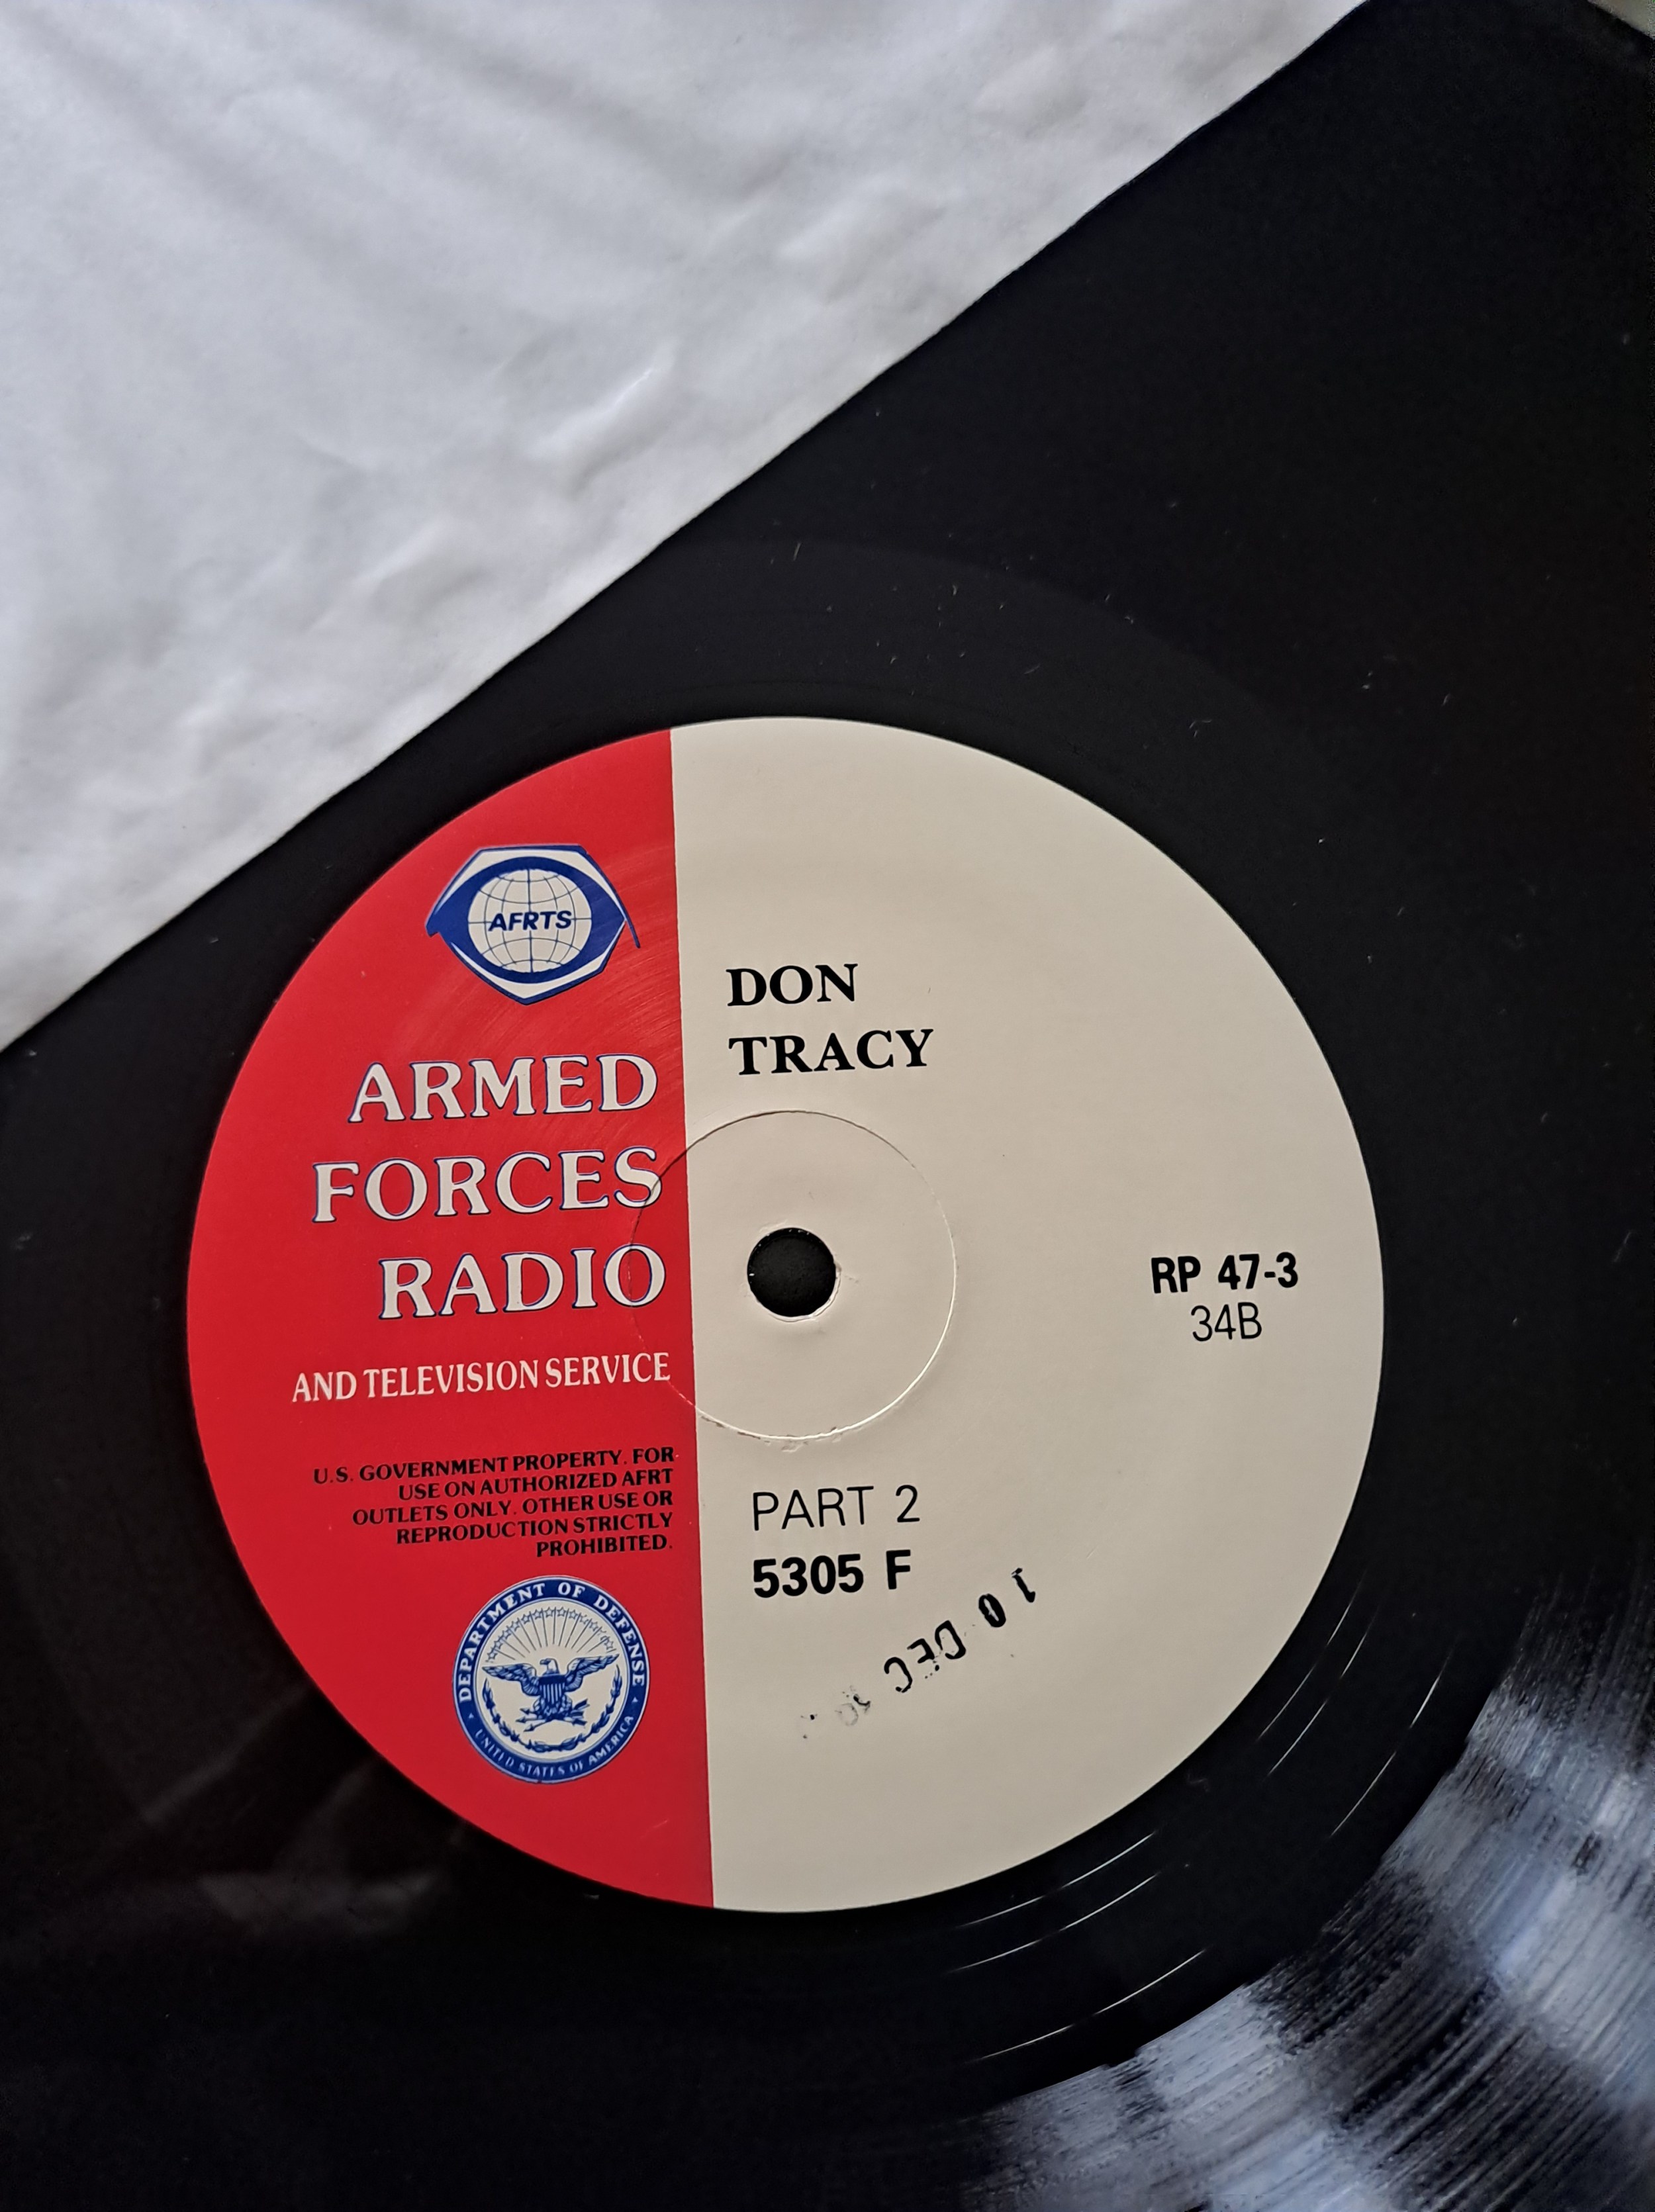 AFRTS
ARMED
FORCES
RADIO
AND TELEVISION SERVICE
U.S. GOVERNMENT PROPERTY. FOR
USE ON AUTHORIZED AFRT
OUTLETS ONLY. OTHER USE OR
REPRODUCTION STRICTLY
PROHIBITED.
DEPARTMENT OF DEFENSE
UNITED STATES OF AMERICA
DON
TRACY
RP 47-3
34B
PART 2
5305 F
10 DEC